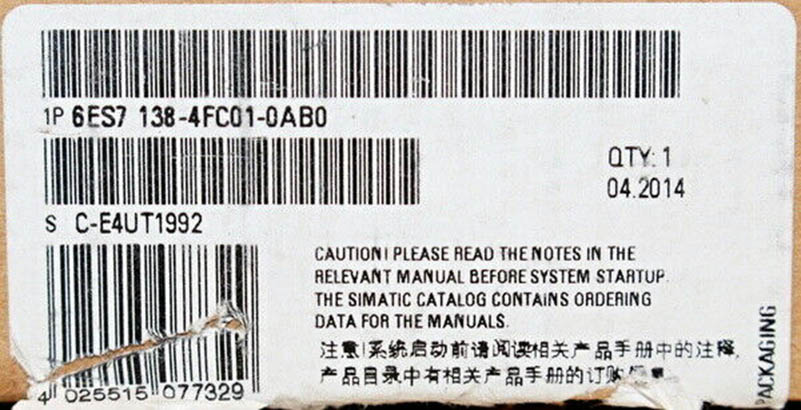 1P 6ES7 138-4FC01-0AB0
QTY: 1
04.2014
S C-E4UT1992
CAUTION! PLEASE READ THE NOTES IN THE
RELEVANT MANUAL BEFORE SYSTEM STARTUP.
THE SIMATIC CATALOG CONTAINS ORDERING
DATA FOR THE MANUALS.
注意!系统启动前请阅读相关产品手册中的注释,
产品目录中有相关产品手册的订购
4 025515 077329
PACKAGING